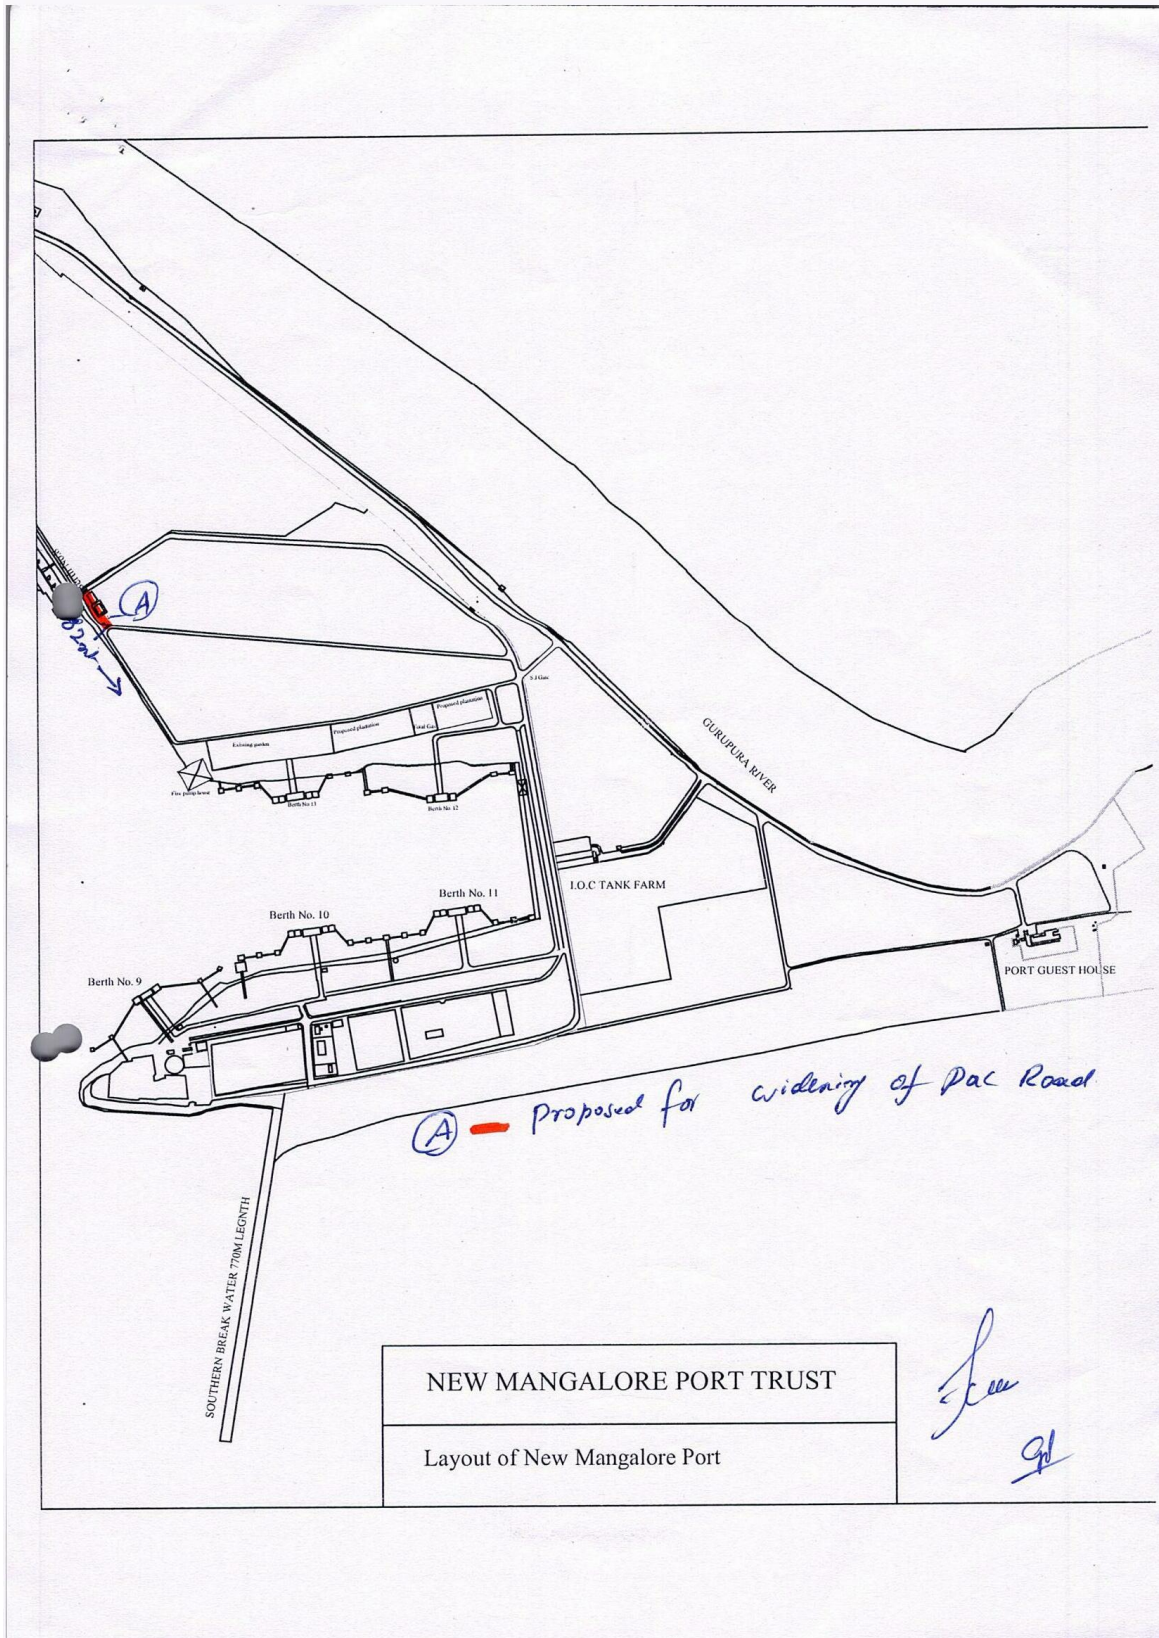 A
S J Gate
Proposed plantation
Proposed plantation
Existing garden
Fire pump house
Berth No 13
Berth No 12
GURUPURA RIVER
I.O.C TANK FARM
Berth No. 11
Berth No. 10
Berth No. 9
PORT GUEST HOUSE
A Proposed for widening of PQC Road
SOUTHERN BREAK WATER 770M LEGNTH
NEW MANGALORE PORT TRUST
Layout of New Mangalore Port